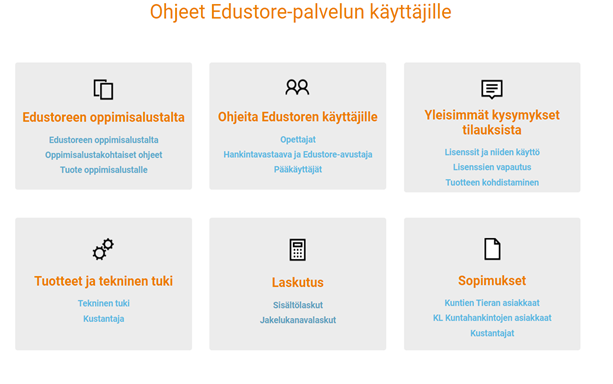 Ohjeet Edustore-palvelun käyttäjille
Edustoreen oppimisalustalta
Edustoreen oppimisalustalta
Oppimisalustakohtaiset ohjeet
Tuote oppimisalustalle
Ohjeita Edustoren käyttäjille
Opettajat
Hankintavastaava ja Edustore-avustaja
Pääkäyttäjät
Yleisimmät kysymykset
tilauksista
Lisenssit ja niiden käyttö
Lisenssien vapautus
Tuotteen kohdistaminen
Tuotteet ja tekninen tuki
Tekninen tuki
Kustantaja
Laskutus
Sisältölaskut
Jakelukanavalaskut
Sopimukset
Kuntien Tieran asiakkaat
KL Kuntahankintojen asiakkaat
Kustantajat